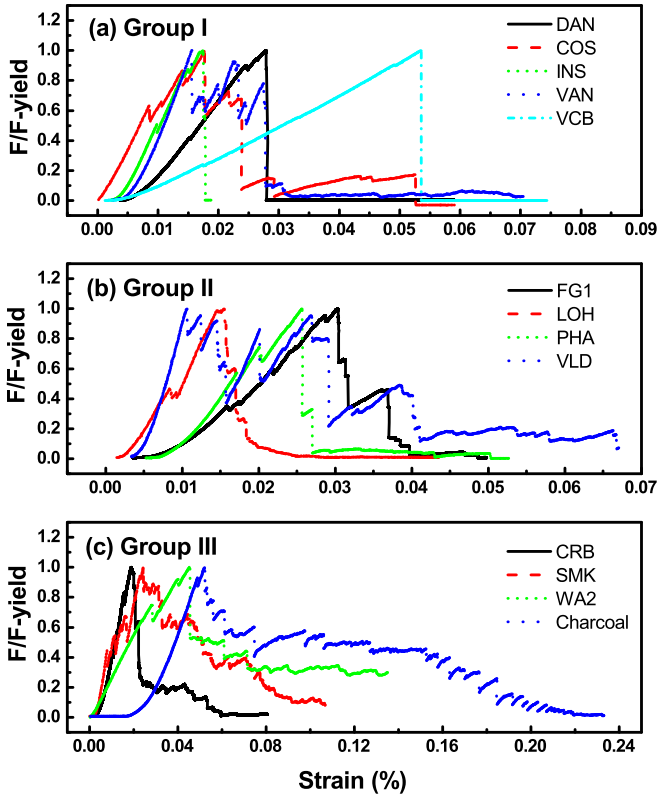 (a) Group I
DAN
COS
INS
VAN
VCB
F/F-yield
1.2
1.0
0.8
0.6
0.4
0.2
0.0
0.00 0.01 0.02 0.03 0.04 0.05 0.06 0.07 0.08 0.09
(b) Group II
FG1
LOH
PHA
VLD
F/F-yield
1.2
1.0
0.8
0.6
0.4
0.2
0.0
0.00 0.01 0.02 0.03 0.04 0.05 0.06 0.07
(c) Group III
CRB
SMK
WA2
Charcoal
F/F-yield
1.2
1.0
0.8
0.6
0.4
0.2
0.0
0.00 0.04 0.08 0.12 0.16 0.20 0.24
Strain (%)